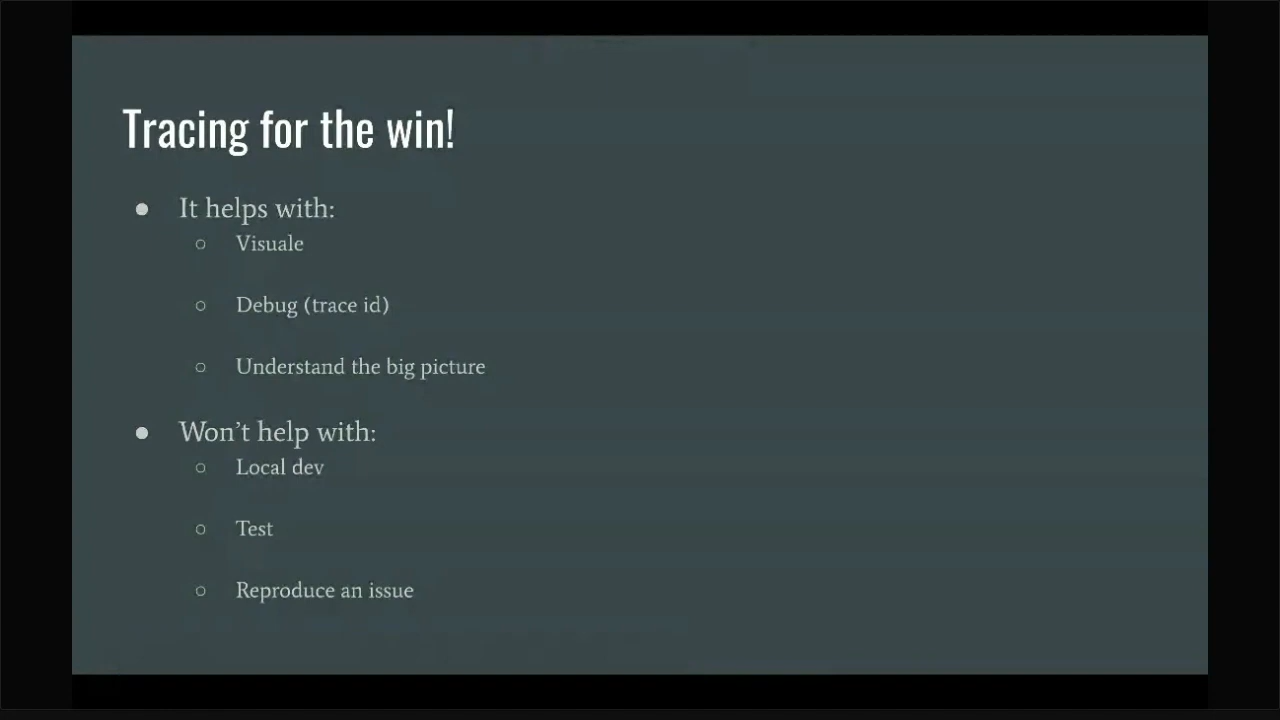 Tracing for the win!
● It helps with:
○ Visuale
○ Debug (trace id)
○ Understand the big picture
● Won’t help with:
○ Local dev
○ Test
○ Reproduce an issue